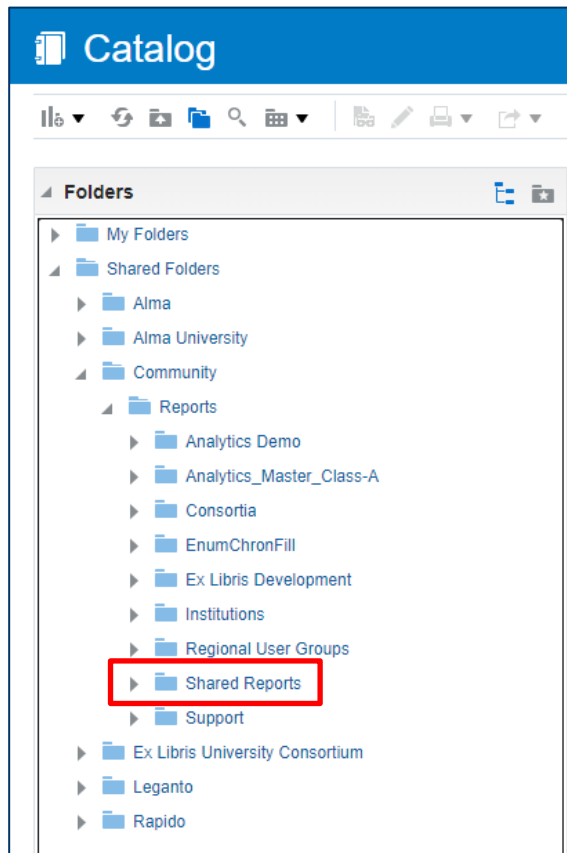 Catalog
Folders
My Folders
Shared Folders
Alma
Alma University
Community
Reports
Analytics Demo
Analytics_Master_Class-A
Consortia
EnumChronFill
Ex Libris Development
Institutions
Regional User Groups
Shared Reports
Support
Ex Libris University Consortium
Leganto
Rapido